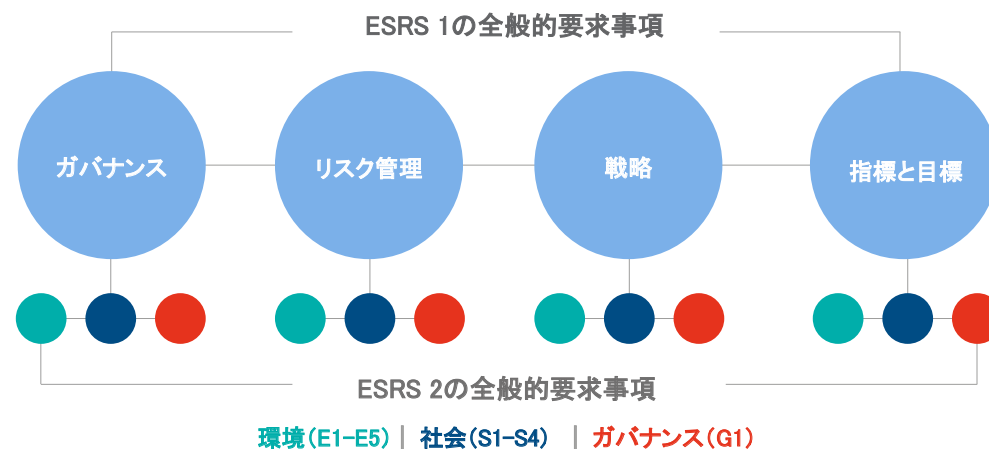 ESRS 1の全般的要求事項
ガバナンス
リスク管理
戦略
指標と目標
ESRS 2の全般的要求事項
環境(E1-E5) | 社会(S1-S4) | ガバナンス(G1)